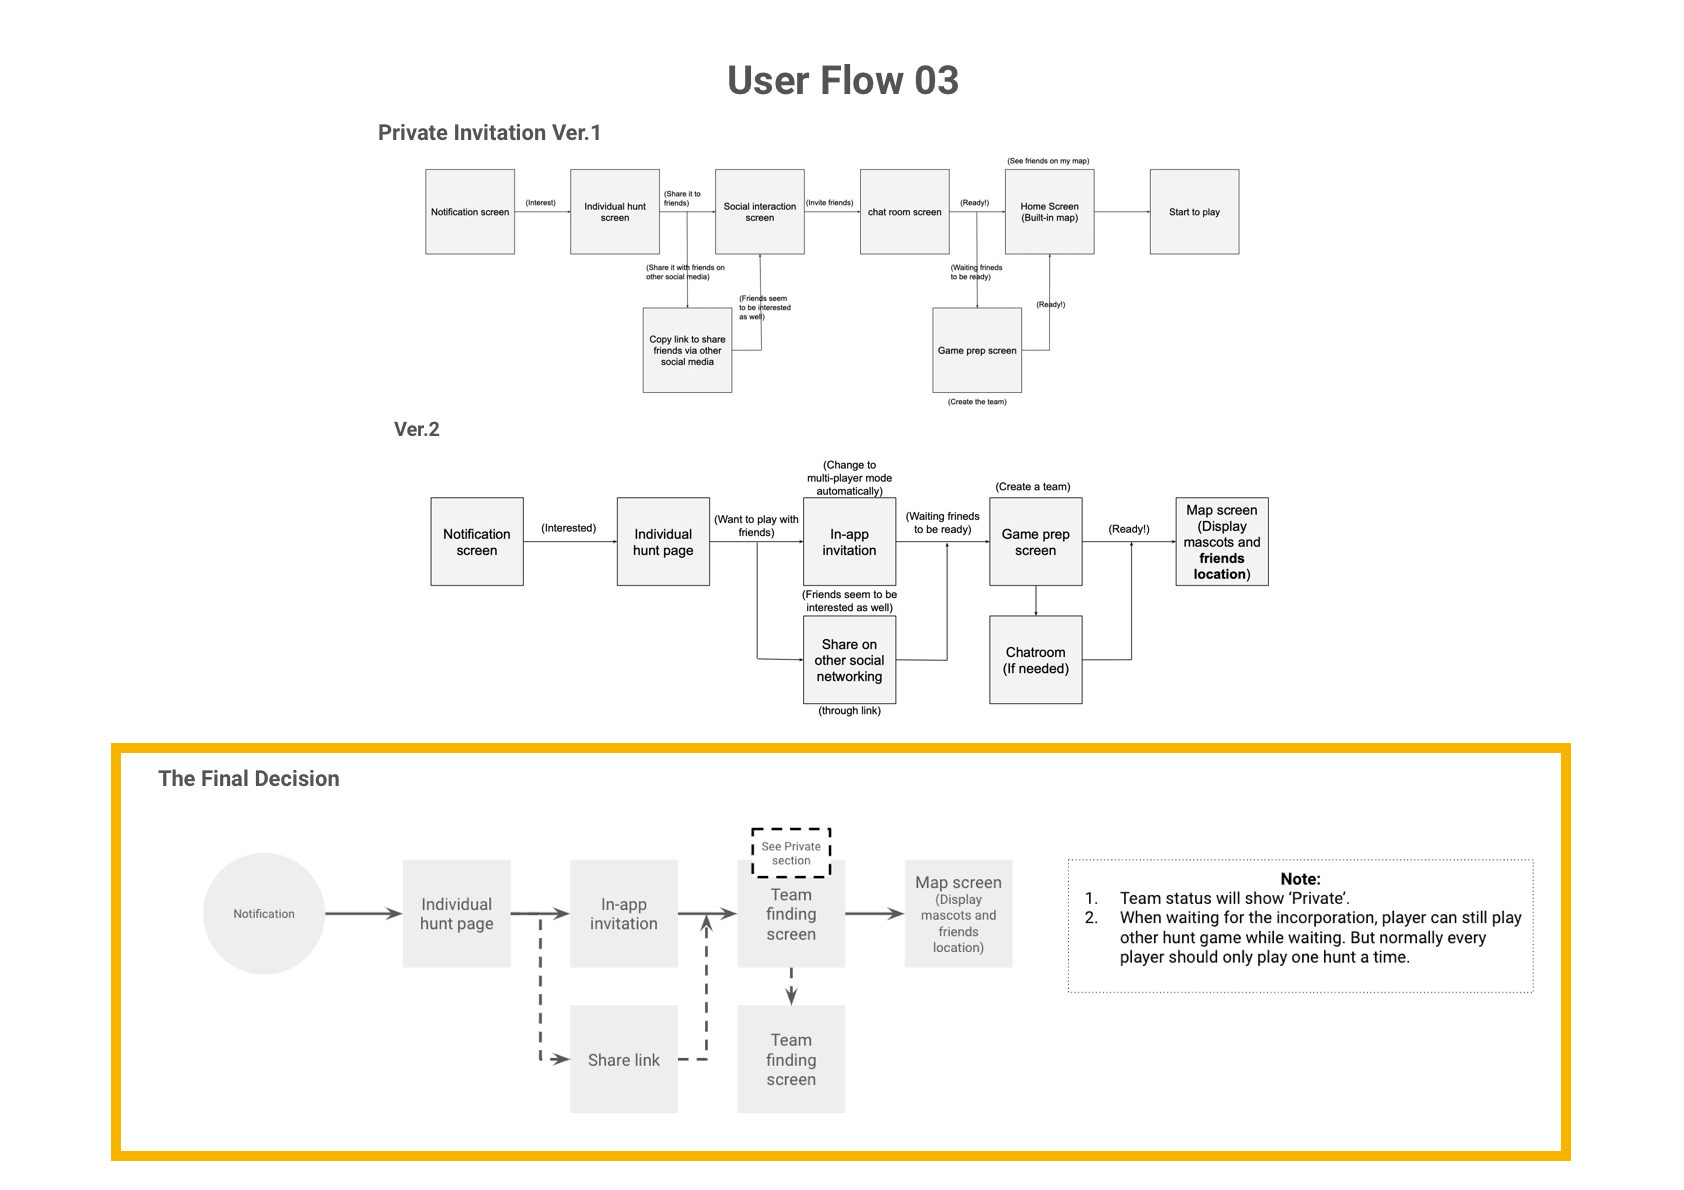 User Flow 03
Private Invitation Ver.1
(See friends on my map)
Notification screen
(Interest)
Individual hunt
screen
(Share it to
friends)
Social interaction
screen
(Invite friends)
chat room screen
(Ready!)
Home Screen
(Built-in map)
Start to play
(Share it with friends on
other social media)
(Waiting frineds
to be ready)
(Friends seem
to be interested
as well)
(Ready!)
Copy link to share
friends via other
social media
Game prep screen
(Create the team)
Ver.2
(Change to
multi-player mode
automatically)
(Create a team)
Notification
screen
(Interested)
Individual
hunt page
(Want to play with
friends)
In-app
invitation
(Waiting frineds
to be ready)
Game prep
screen
(Ready!)
Map screen
(Display
mascots and
friends
location)
(Friends seem to be
interested as well)
Share on
other social
networking
(through link)
Chatroom
(If needed)
The Final Decision
See Private
section
Notification
Individual
hunt page
In-app
invitation
Team
finding
screen
Map screen
(Display
mascots and
friends
location)
Share link
Team
finding
screen
Note:
1. Team status will show ‘Private’.
2. When waiting for the incorporation, player can still play
other hunt game while waiting. But normally every
player should only play one hunt a time.